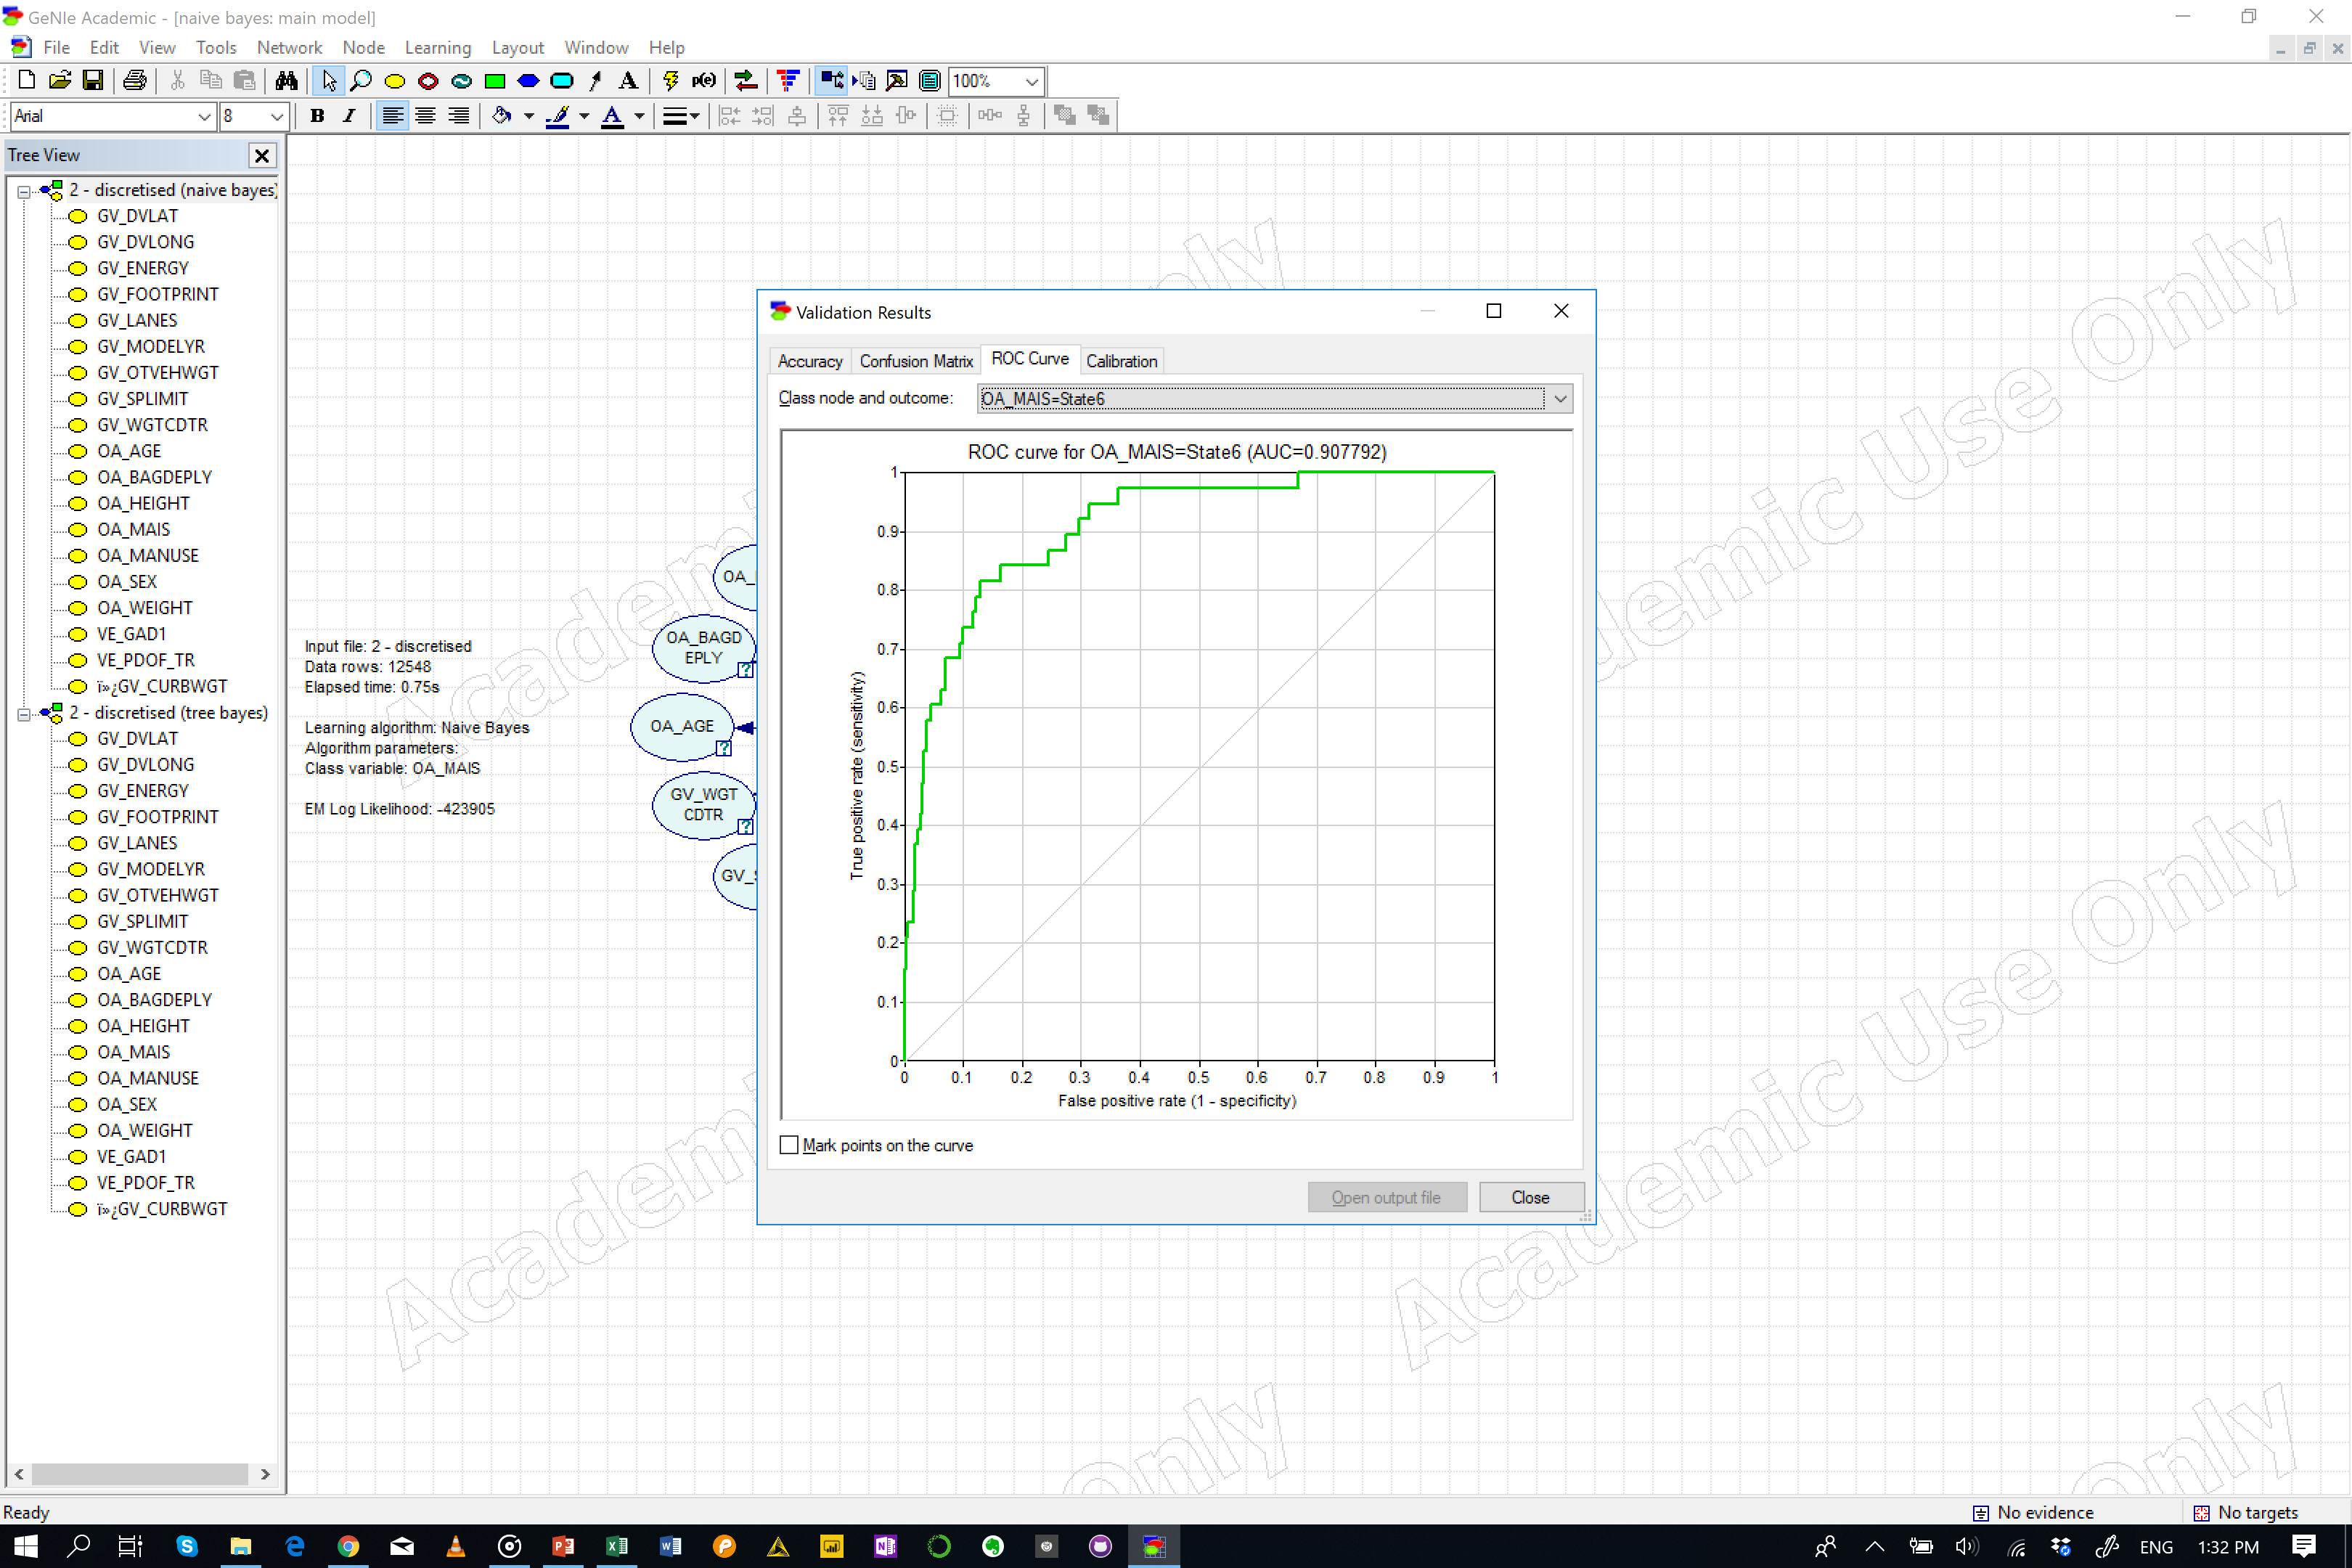 GeNIe Academic - [naive bayes: main model]
File Edit View Tools Network Node Learning Layout Window Help
A p(e) 100%
Arial 8 B I A
Tree View
2 - discretised (naive bayes)
GV_DVLAT
GV_DVLONG
GV_ENERGY
GV_FOOTPRINT
GV_LANES
GV_MODELYR
GV_OTVEHWGT
GV_SPLIMIT
GV_WGTCDTR
OA_AGE
OA_BAGDEPLY
OA_HEIGHT
OA_MAIS
OA_MANUSE
OA_SEX
OA_WEIGHT
VE_GAD1
VE_PDOF_TR
ï»¿GV_CURBWGT
2 - discretised (tree bayes)
GV_DVLAT
GV_DVLONG
GV_ENERGY
GV_FOOTPRINT
GV_LANES
GV_MODELYR
GV_OTVEHWGT
GV_SPLIMIT
GV_WGTCDTR
OA_AGE
OA_BAGDEPLY
OA_HEIGHT
OA_MAIS
OA_MANUSE
OA_SEX
OA_WEIGHT
VE_GAD1
VE_PDOF_TR
ï»¿GV_CURBWGT
Input file: 2 - discretised
Data rows: 12548
Elapsed time: 0.75s
Learning algorithm: Naive Bayes
Algorithm parameters:
Class variable: OA_MAIS
EM Log Likelihood: -423905
OA_
OA_BAGD
EPLY
?
OA_AGE
?
GV_WGT
CDTR
?
Academic Use Only
Academic Use Only
Validation Results
Accuracy Confusion Matrix ROC Curve Calibration
Class node and outcome: OA_MAIS=State6
ROC curve for OA_MAIS=State6 (AUC=0.907792)
1
0.9
0.8
0.7
0.6
0.5
0.4
0.3
0.2
0.1
0
True positive rate (sensitivity)
0 0.1 0.2 0.3 0.4 0.5 0.6 0.7 0.8 0.9 1
False positive rate (1 - specificity)
Mark points on the curve
Open output file Close
Ready No evidence No targets
ENG 1:32 PM